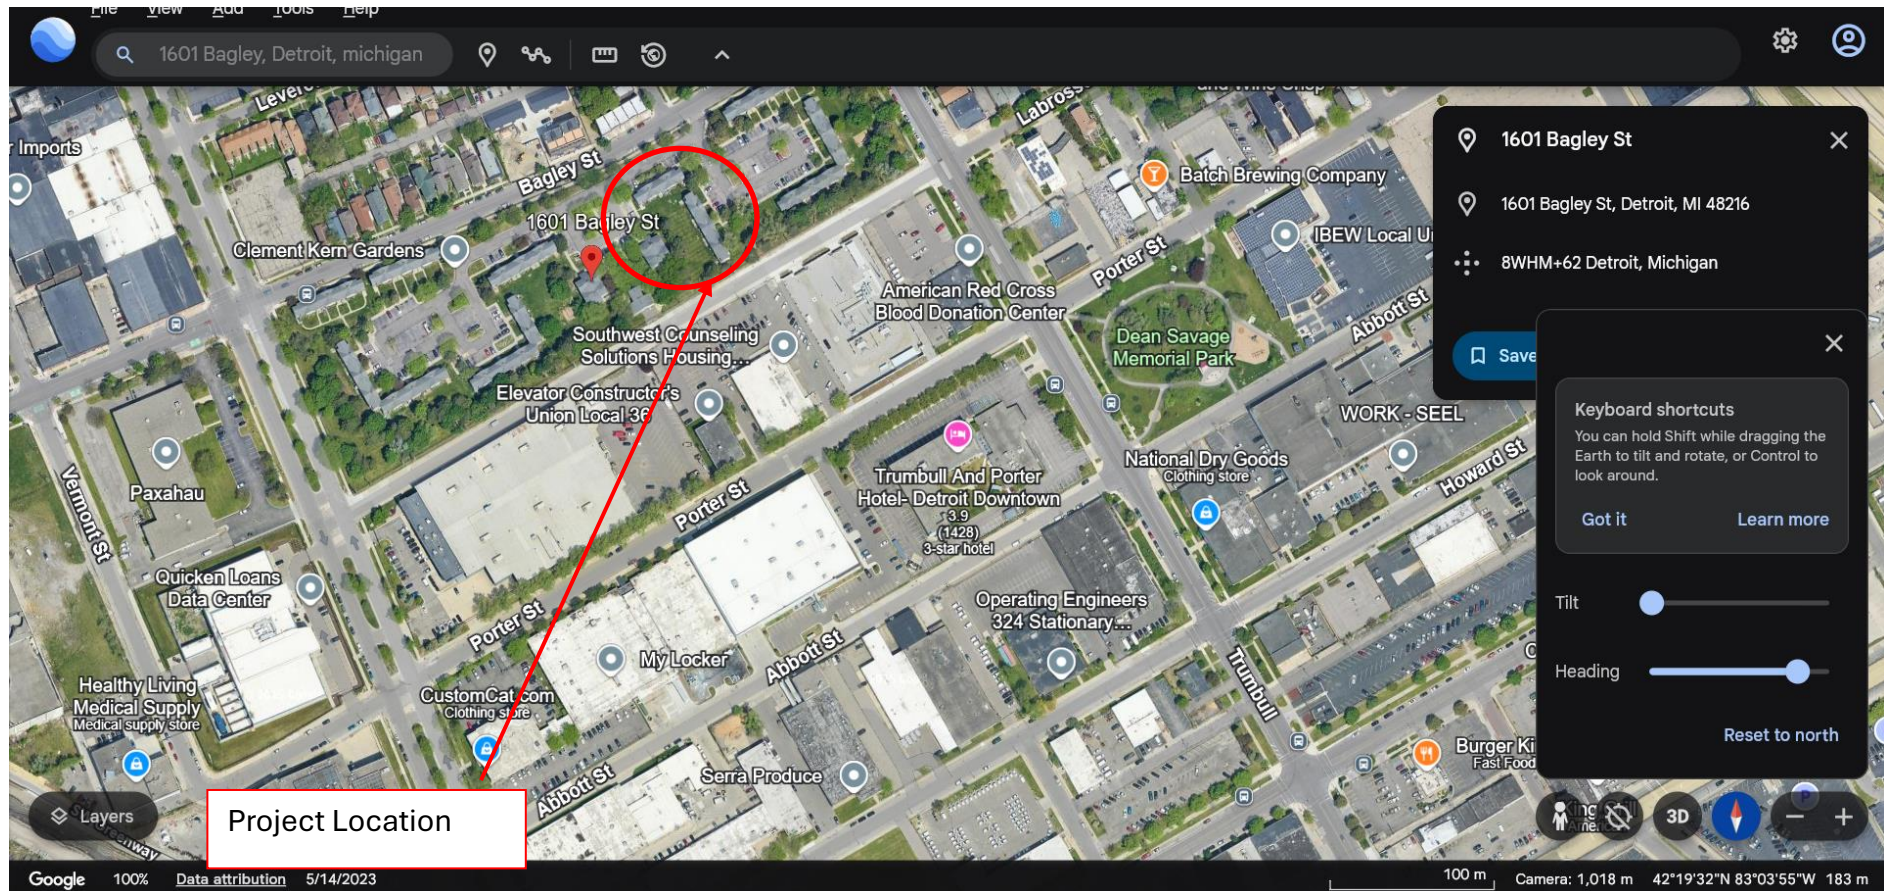 File View Add Tools Help
1601 Bagley, Detroit, michigan
Levere
Labross
and Wine Shop
r Imports
Bagley St
1601 Bagley St
Clement Kern Gardens
Batch Brewing Company
IBEW Local Un
Porter St
American Red Cross
Blood Donation Center
Abbott St
Southwest Counseling
Solutions Housing...
Dean Savage
Memorial Park
Elevator Constructor's
Union Local 36
WORK - SEEL
Howard St
Vermont St
Paxahau
Trumbull And Porter
Hotel- Detroit Downtown
3.9
(1428)
3-star hotel
National Dry Goods
Clothing store
Porter St
Quicken Loans
Data Center
Operating Engineers
324 Stationary...
Porter St
My Locker
Abbott St
Trumbull
Healthy Living
Medical Supply
Medical supply store
CustomCat.com
Clothing store
Serra Produce
Abbott St
Burger Ki
Fast Food
Project Location
1601 Bagley St
1601 Bagley St, Detroit, MI 48216
8WHM+62 Detroit, Michigan
Save
Keyboard shortcuts
You can hold Shift while dragging the
Earth to tilt and rotate, or Control to
look around.
Got it Learn more
Tilt
Heading
Reset to north
Layers
3D
Google 100% Data attribution 5/14/2023
100 m Camera: 1,018 m 42°19'32"N 83°03'55"W 183 m